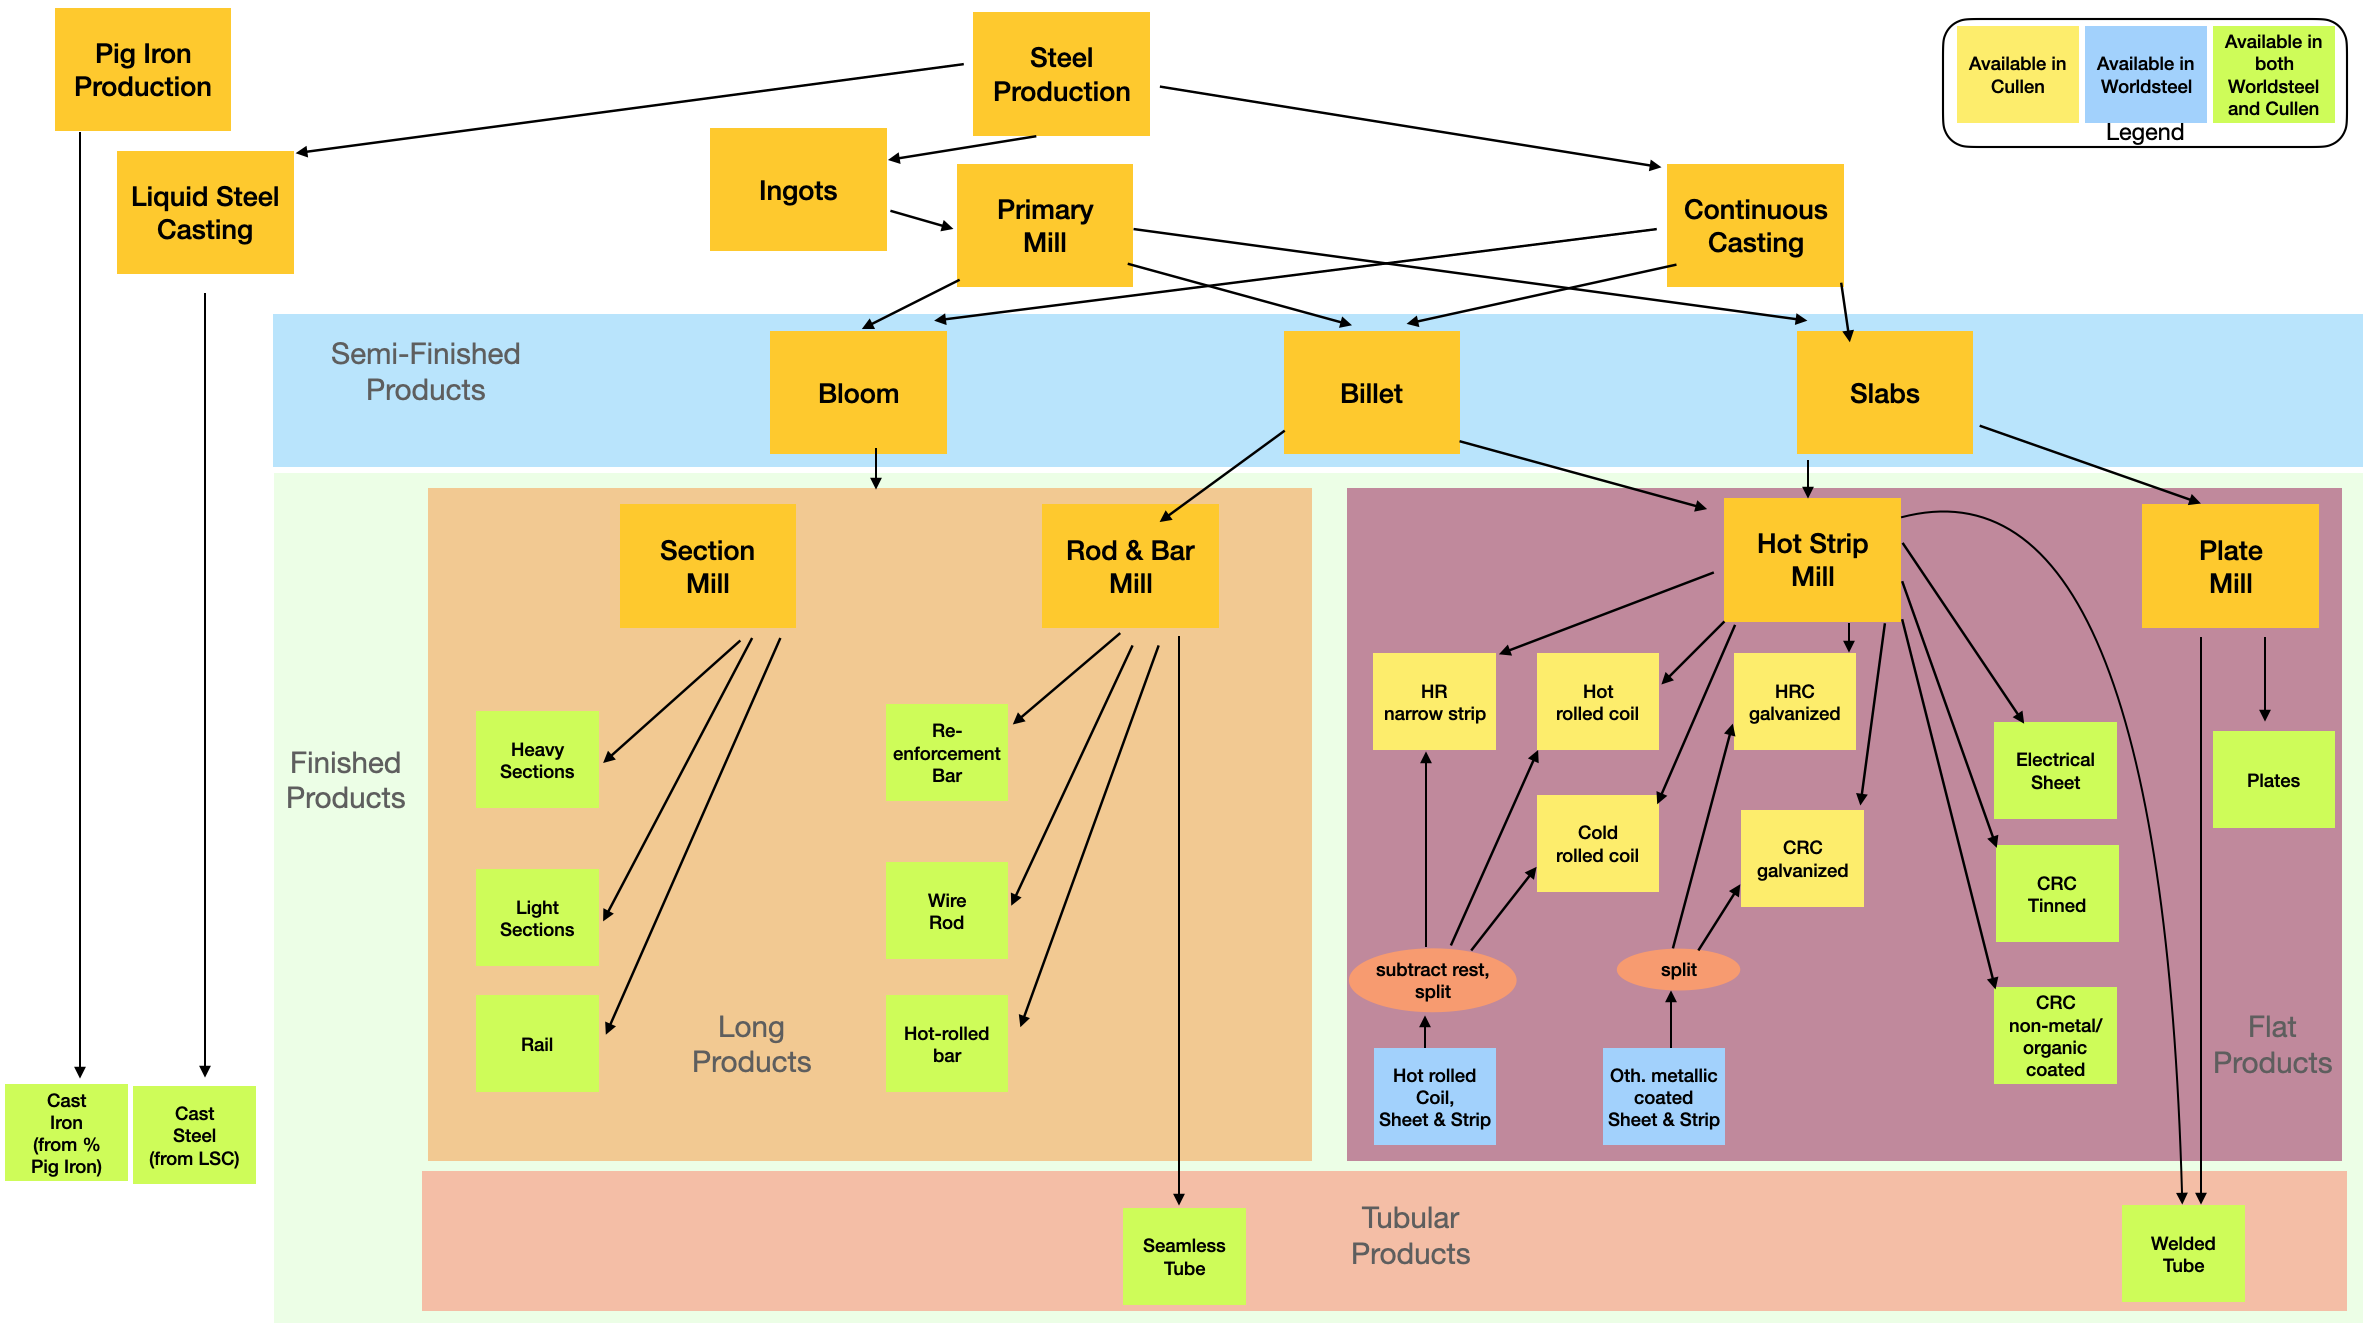 Pig Iron
Production
Steel
Production
Available in
Cullen
Available in
Worldsteel
Available in
both
Worldsteel
and Cullen
Legend
Liquid Steel
Casting
Ingots
Primary
Mill
Continuous
Casting
Semi-Finished
Products
Bloom
Billet
Slabs
Finished
Products
Section
Mill
Rod & Bar
Mill
Hot Strip
Mill
Plate
Mill
Heavy
Sections
Light
Sections
Rail
Re-
enforcement
Bar
Wire
Rod
Hot-rolled
bar
Long
Products
HR
narrow strip
Hot
rolled coil
HRC
galvanized
Cold
rolled coil
CRC
galvanized
Electrical
Sheet
CRC
Tinned
CRC
non-metal/
organic
coated
Plates
subtract rest,
split
split
Hot rolled
Coil,
Sheet & Strip
Oth. metallic
coated
Sheet & Strip
Flat
Products
Cast
Iron
(from %
Pig Iron)
Cast
Steel
(from LSC)
Seamless
Tube
Tubular
Products
Welded
Tube